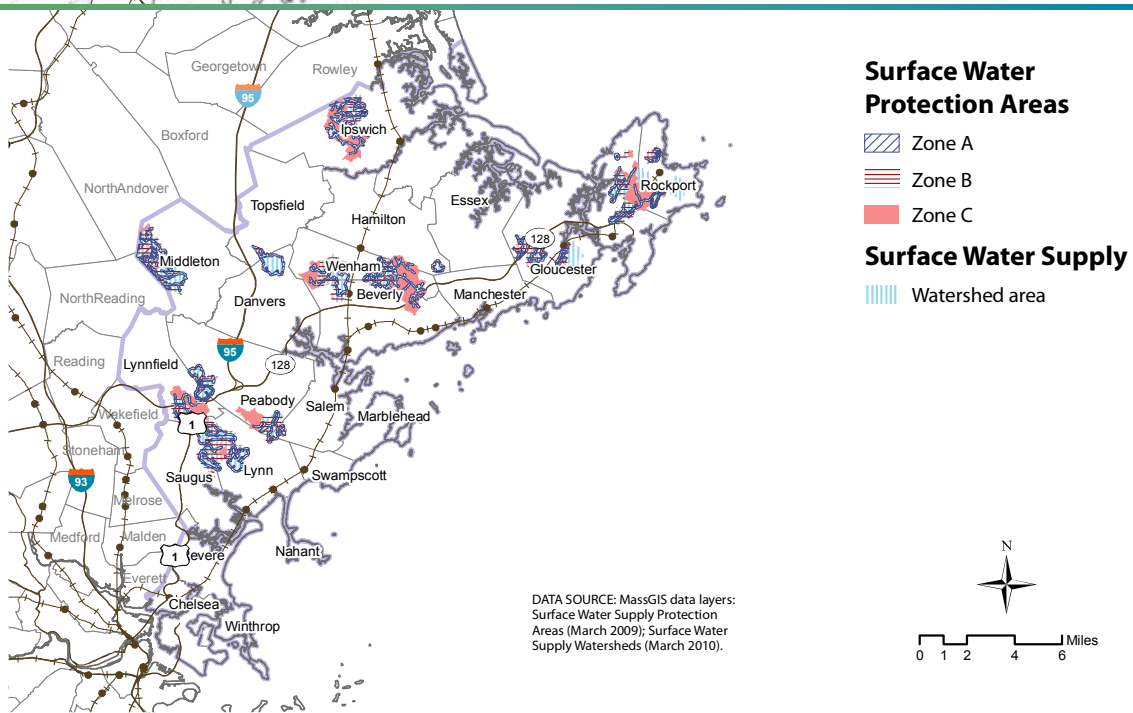 Georgetown
Rowley
95
Ipswich
Boxford
NorthAndover
Topsfield
Essex
Rockport
Hamilton
128
Middleton
Wenham
Gloucester
NorthReading
Danvers
Beverly
Manchester
95
Reading
Lynnfield
128
Peabody
Salem
Wakefield
Marblehead
1
Stoneham
93
Saugus
Lynn
Swampscott
Melrose
Medford
Malden
1
evere
Nahant
Everett
Chelsea
Winthrop
Surface Water
Protection Areas
Zone A
Zone B
Zone C
Surface Water Supply
Watershed area
DATA SOURCE: MassGIS data layers:
Surface Water Supply Protection
Areas (March 2009); Surface Water
Supply Watersheds (March 2010).
N
Miles
0 1 2 4 6